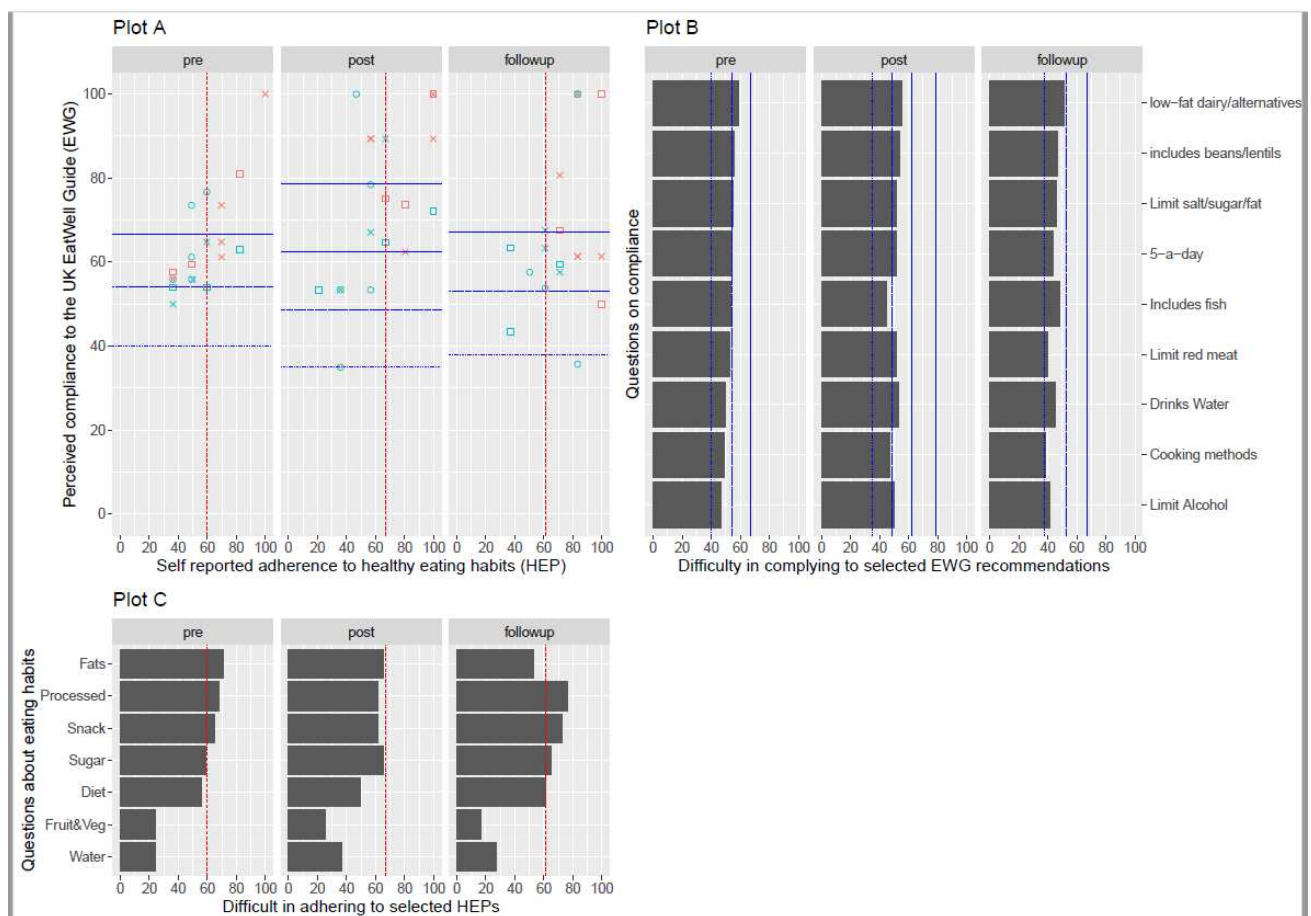 Plot A
pre post followup
Perceived compliance to the UK EatWell Guide (EWG)
100
80
60
40
20
0
0 20 40 60 80 100 0 20 40 60 80 100 0 20 40 60 80 100
Self reported adherence to healthy eating habits (HEP)
Plot B
pre post followup
Questions on compliance
low-fat dairy/alternatives
includes beans/lentils
Limit salt/sugar/fat
5-a-day
Includes fish
Limit red meat
Drinks Water
Cooking methods
Limit Alcohol
0 20 40 60 80 100 0 20 40 60 80 100 0 20 40 60 80 100
Difficulty in complying to selected EWG recommendations
Plot C
pre post followup
Questions about eating habits
Fats
Processed
Snack
Sugar
Diet
Fruit&Veg
Water
0 20 40 60 80 100 0 20 40 60 80 100 0 20 40 60 80 100
Difficult in adhering to selected HEPs